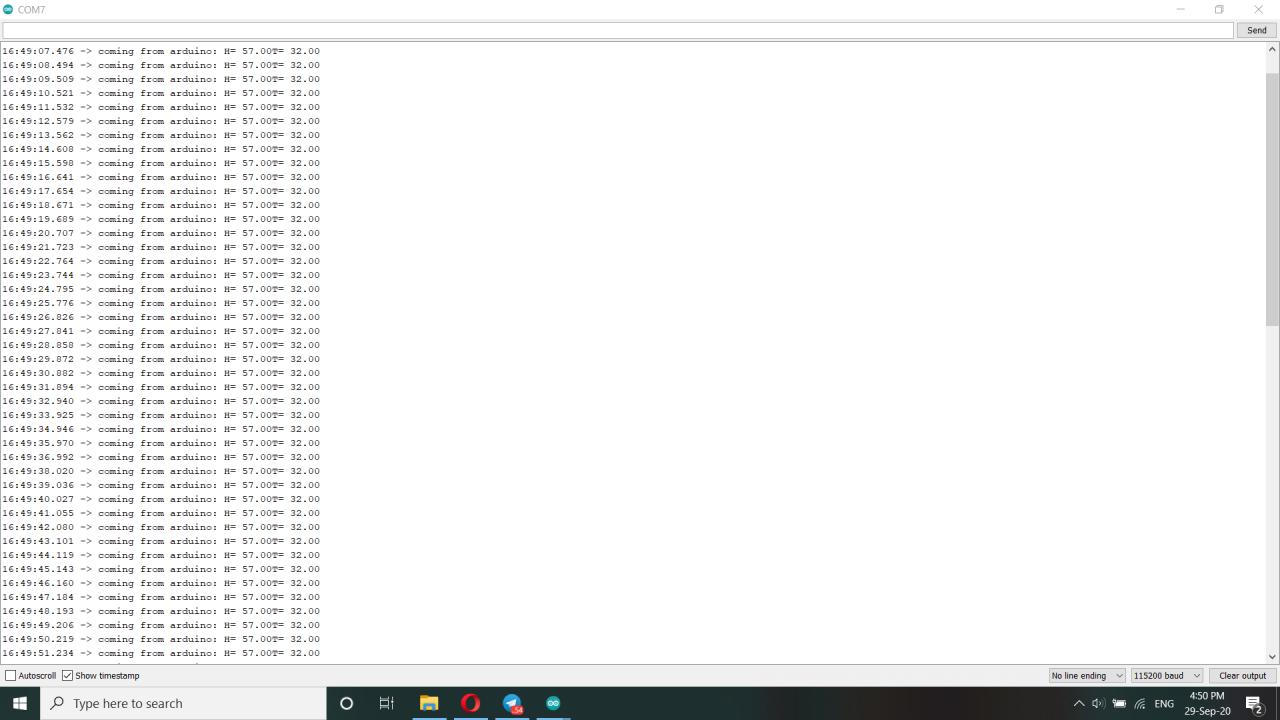 COM7
Send
16:49:07.476 -> coming from arduino: H= 57.00T= 32.00
16:49:08.494 -> coming from arduino: H= 57.00T= 32.00
16:49:09.509 -> coming from arduino: H= 57.00T= 32.00
16:49:10.521 -> coming from arduino: H= 57.00T= 32.00
16:49:11.532 -> coming from arduino: H= 57.00T= 32.00
16:49:12.579 -> coming from arduino: H= 57.00T= 32.00
16:49:13.562 -> coming from arduino: H= 57.00T= 32.00
16:49:14.608 -> coming from arduino: H= 57.00T= 32.00
16:49:15.598 -> coming from arduino: H= 57.00T= 32.00
16:49:16.641 -> coming from arduino: H= 57.00T= 32.00
16:49:17.654 -> coming from arduino: H= 57.00T= 32.00
16:49:18.671 -> coming from arduino: H= 57.00T= 32.00
16:49:19.689 -> coming from arduino: H= 57.00T= 32.00
16:49:20.707 -> coming from arduino: H= 57.00T= 32.00
16:49:21.723 -> coming from arduino: H= 57.00T= 32.00
16:49:22.764 -> coming from arduino: H= 57.00T= 32.00
16:49:23.744 -> coming from arduino: H= 57.00T= 32.00
16:49:24.795 -> coming from arduino: H= 57.00T= 32.00
16:49:25.776 -> coming from arduino: H= 57.00T= 32.00
16:49:26.826 -> coming from arduino: H= 57.00T= 32.00
16:49:27.841 -> coming from arduino: H= 57.00T= 32.00
16:49:28.858 -> coming from arduino: H= 57.00T= 32.00
16:49:29.872 -> coming from arduino: H= 57.00T= 32.00
16:49:30.882 -> coming from arduino: H= 57.00T= 32.00
16:49:31.894 -> coming from arduino: H= 57.00T= 32.00
16:49:32.940 -> coming from arduino: H= 57.00T= 32.00
16:49:33.925 -> coming from arduino: H= 57.00T= 32.00
16:49:34.946 -> coming from arduino: H= 57.00T= 32.00
16:49:35.970 -> coming from arduino: H= 57.00T= 32.00
16:49:36.992 -> coming from arduino: H= 57.00T= 32.00
16:49:38.020 -> coming from arduino: H= 57.00T= 32.00
16:49:39.036 -> coming from arduino: H= 57.00T= 32.00
16:49:40.027 -> coming from arduino: H= 57.00T= 32.00
16:49:41.055 -> coming from arduino: H= 57.00T= 32.00
16:49:42.080 -> coming from arduino: H= 57.00T= 32.00
16:49:43.101 -> coming from arduino: H= 57.00T= 32.00
16:49:44.119 -> coming from arduino: H= 57.00T= 32.00
16:49:45.143 -> coming from arduino: H= 57.00T= 32.00
16:49:46.160 -> coming from arduino: H= 57.00T= 32.00
16:49:47.184 -> coming from arduino: H= 57.00T= 32.00
16:49:48.193 -> coming from arduino: H= 57.00T= 32.00
16:49:49.206 -> coming from arduino: H= 57.00T= 32.00
16:49:50.219 -> coming from arduino: H= 57.00T= 32.00
16:49:51.234 -> coming from arduino: H= 57.00T= 32.00
Autoscroll Show timestamp No line ending 115200 baud Clear output
Type here to search ENG 4:50 PM
29-Sep-20 2